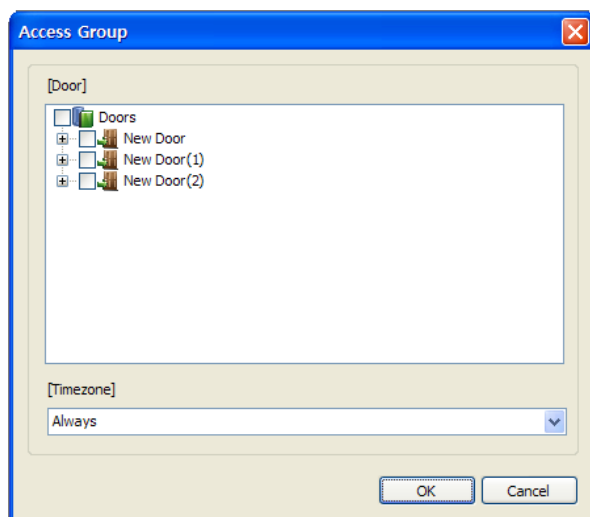 Access Group
[Door]
Doors
New Door
New Door(1)
New Door(2)
[Timezone]
Always
OK Cancel